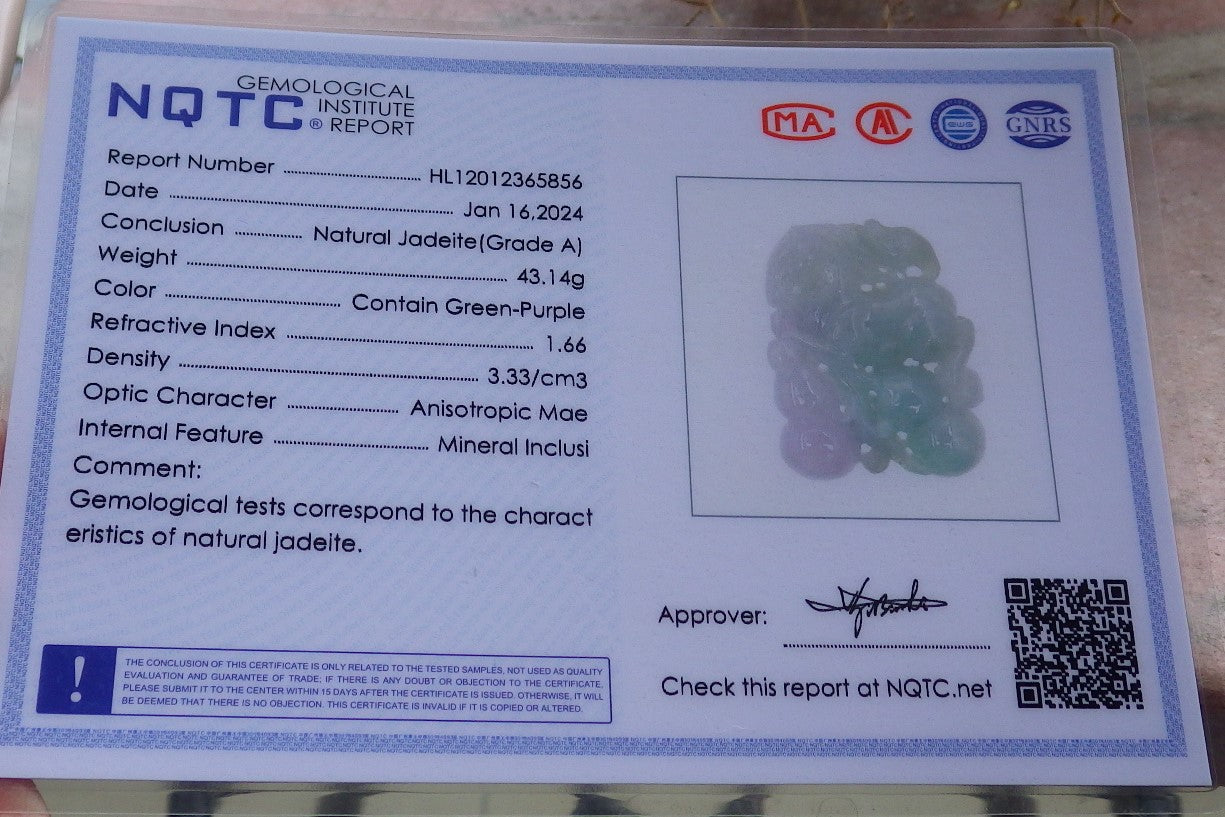 NQTC® GEMOLOGICAL
INSTITUTE
REPORT
MA
GNRS
Report Number HL12012365856
Date Jan 16,2024
Conclusion Natural Jadeite(Grade A)
Weight 43.14g
Color Contain Green-Purple
Refractive Index 1.66
Density 3.33/cm3
Optic Character Anisotropic Mae
Internal Feature Mineral Inclusi
Comment:
Gemological tests correspond to the charact
eristics of natural jadeite.
Approver:
Check this report at NQTC.net
! THE CONCLUSION OF THIS CERTIFICATE IS ONLY RELATED TO THE TESTED SAMPLES, NOT USED AS QUALITY
EVALUATION AND GUARANTEE OF TRADE. IF THERE IS ANY DOUBT OR OBJECTION TO THE CERTIFICATE,
PLEASE SUBMIT IT TO THE CENTER WITHIN 15 DAYS AFTER THE CERTIFICATE IS ISSUED. OTHERWISE, IT WILL
BE DEEMED THAT THERE IS NO OBJECTION. THIS CERTIFICATE IS INVALID IF IT IS COPIED OR ALTERED.